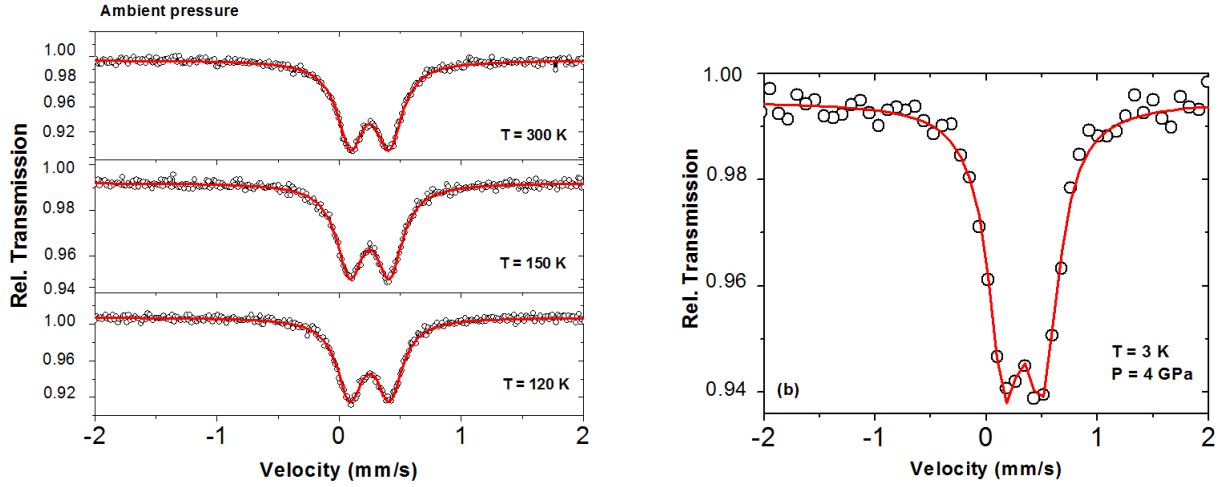 Ambient pressure
Rel. Transmission
1.00
0.98
0.96
0.92
T = 300 K
1.00
0.98
0.96
0.94
T = 150 K
1.00
0.96
0.92
T = 120 K
-2 -1 0 1 2
Velocity (mm/s)
Rel. Transmission
1.00
0.98
0.96
0.94
T = 3 K
P = 4 GPa
(b)
-2 -1 0 1 2
Velocity (mm/s)